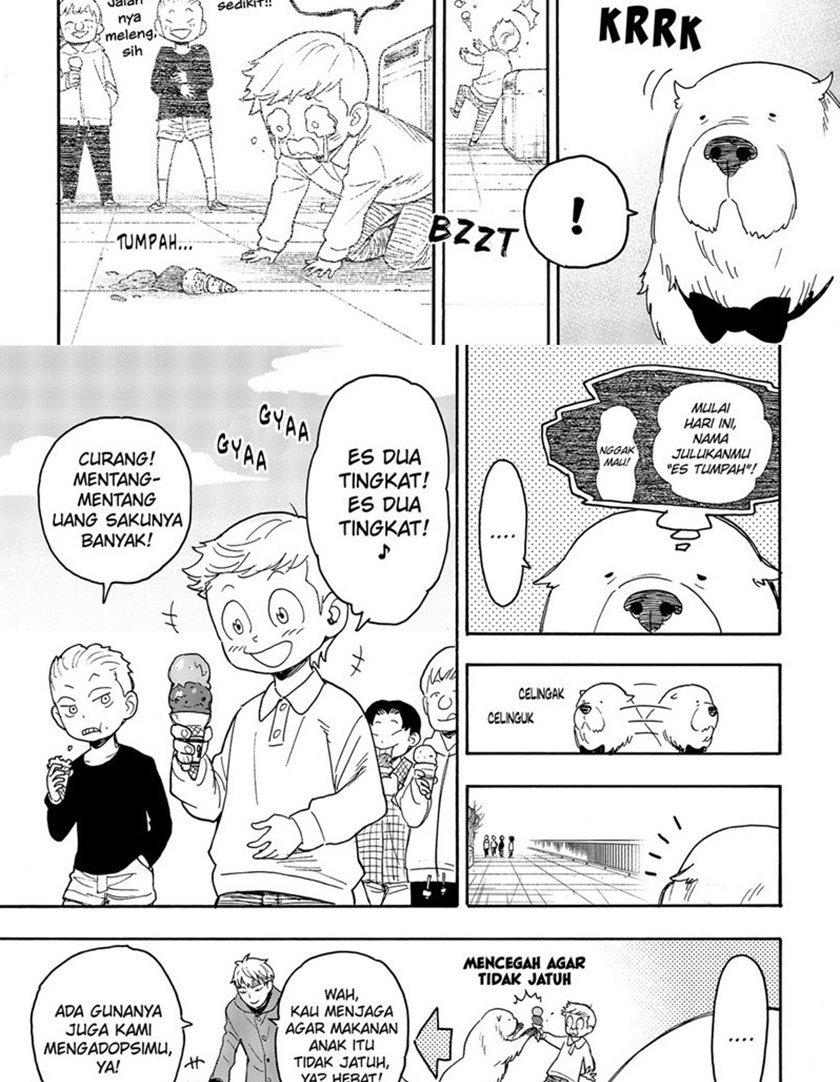 KRRK
!
BZZT
sedikit!!
Jalan
nya
meleng,
sih
TUMPAH...
MULAI
HARI INI,
NAMA
JULUKANMU
"ES TUMPAH"!
NGGAK
MAU!
....
CELINGAK
CELINGUK
ES DUA
TINGKAT!
ES DUA
TINGKAT!
♪
GYAA
GYAA
CURANG!
MENTANG-
MENTANG
UANG SAKUNYA
BANYAK!
....
MENCEGAH AGAR
TIDAK JATUH
WAH,
KAU MENJAGA
AGAR MAKANAN
ANAK ITU
TIDAK JATUH,
YA? HEBAT!
ADA GUNANYA
JUGA KAMI
MENGADOPSIMU,
YA!